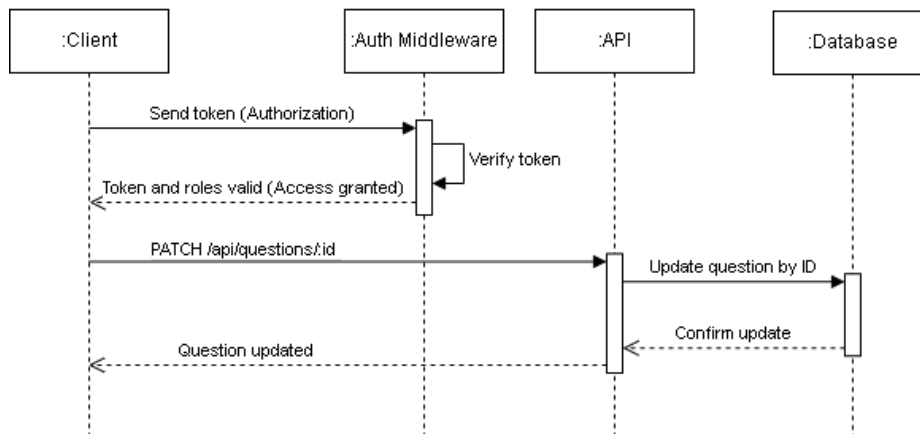 :Client
:Auth Middleware
:API
:Database
Send token (Authorization)
Verify token
Token and roles valid (Access granted)
PATCH /api/questions/:id
Update question by ID
Confirm update
Question updated